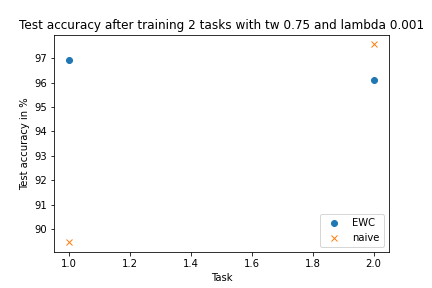 Test accuracy after training 2 tasks with tw 0.75 and lambda 0.001
97
96
95
94
93
92
91
90
Test accuracy in %
1.0 1.2 1.4 1.6 1.8 2.0
Task
EWC
naive